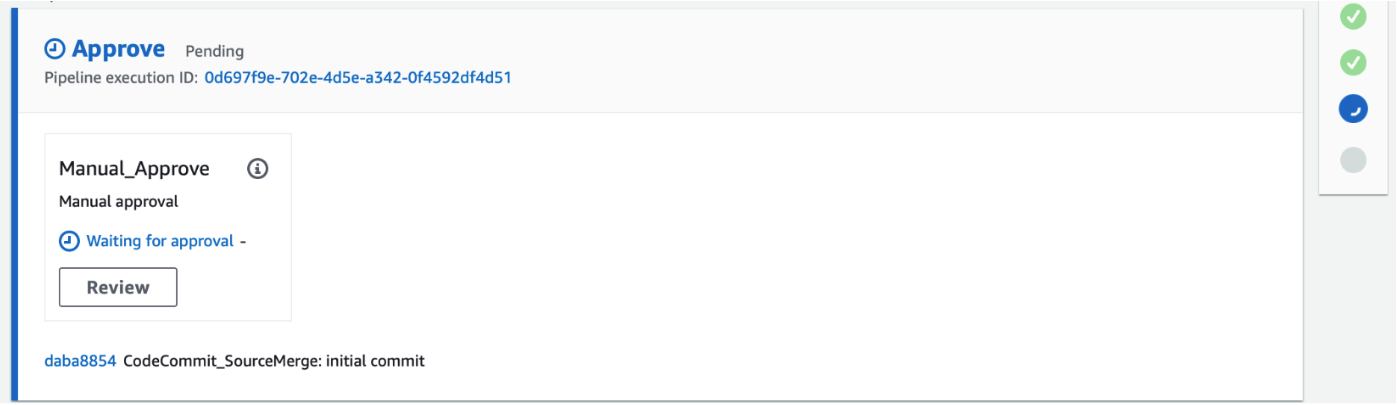 Approve Pending
Pipeline execution ID: 0d697f9e-702e-4d5e-a342-0f4592df4d51
Manual_Approve
Manual approval
Waiting for approval -
Review
daba8854 CodeCommit_SourceMerge: initial commit